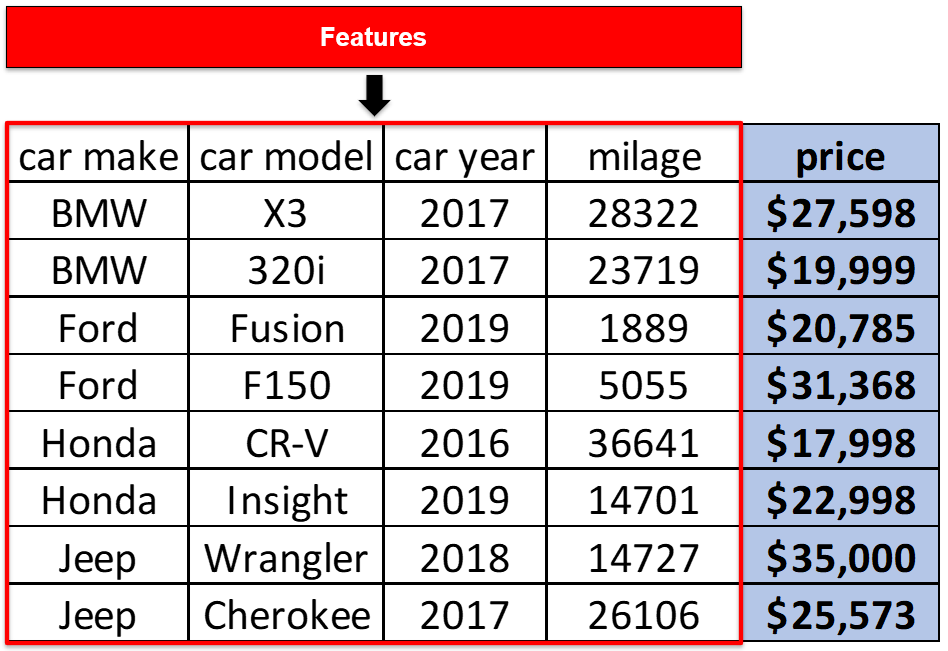 Features
car make car model car year milage price
BMW X3 2017 28322 $27,598
BMW 320i 2017 23719 $19,999
Ford Fusion 2019 1889 $20,785
Ford F150 2019 5055 $31,368
Honda CR-V 2016 36641 $17,998
Honda Insight 2019 14701 $22,998
Jeep Wrangler 2018 14727 $35,000
Jeep Cherokee 2017 26106 $25,573